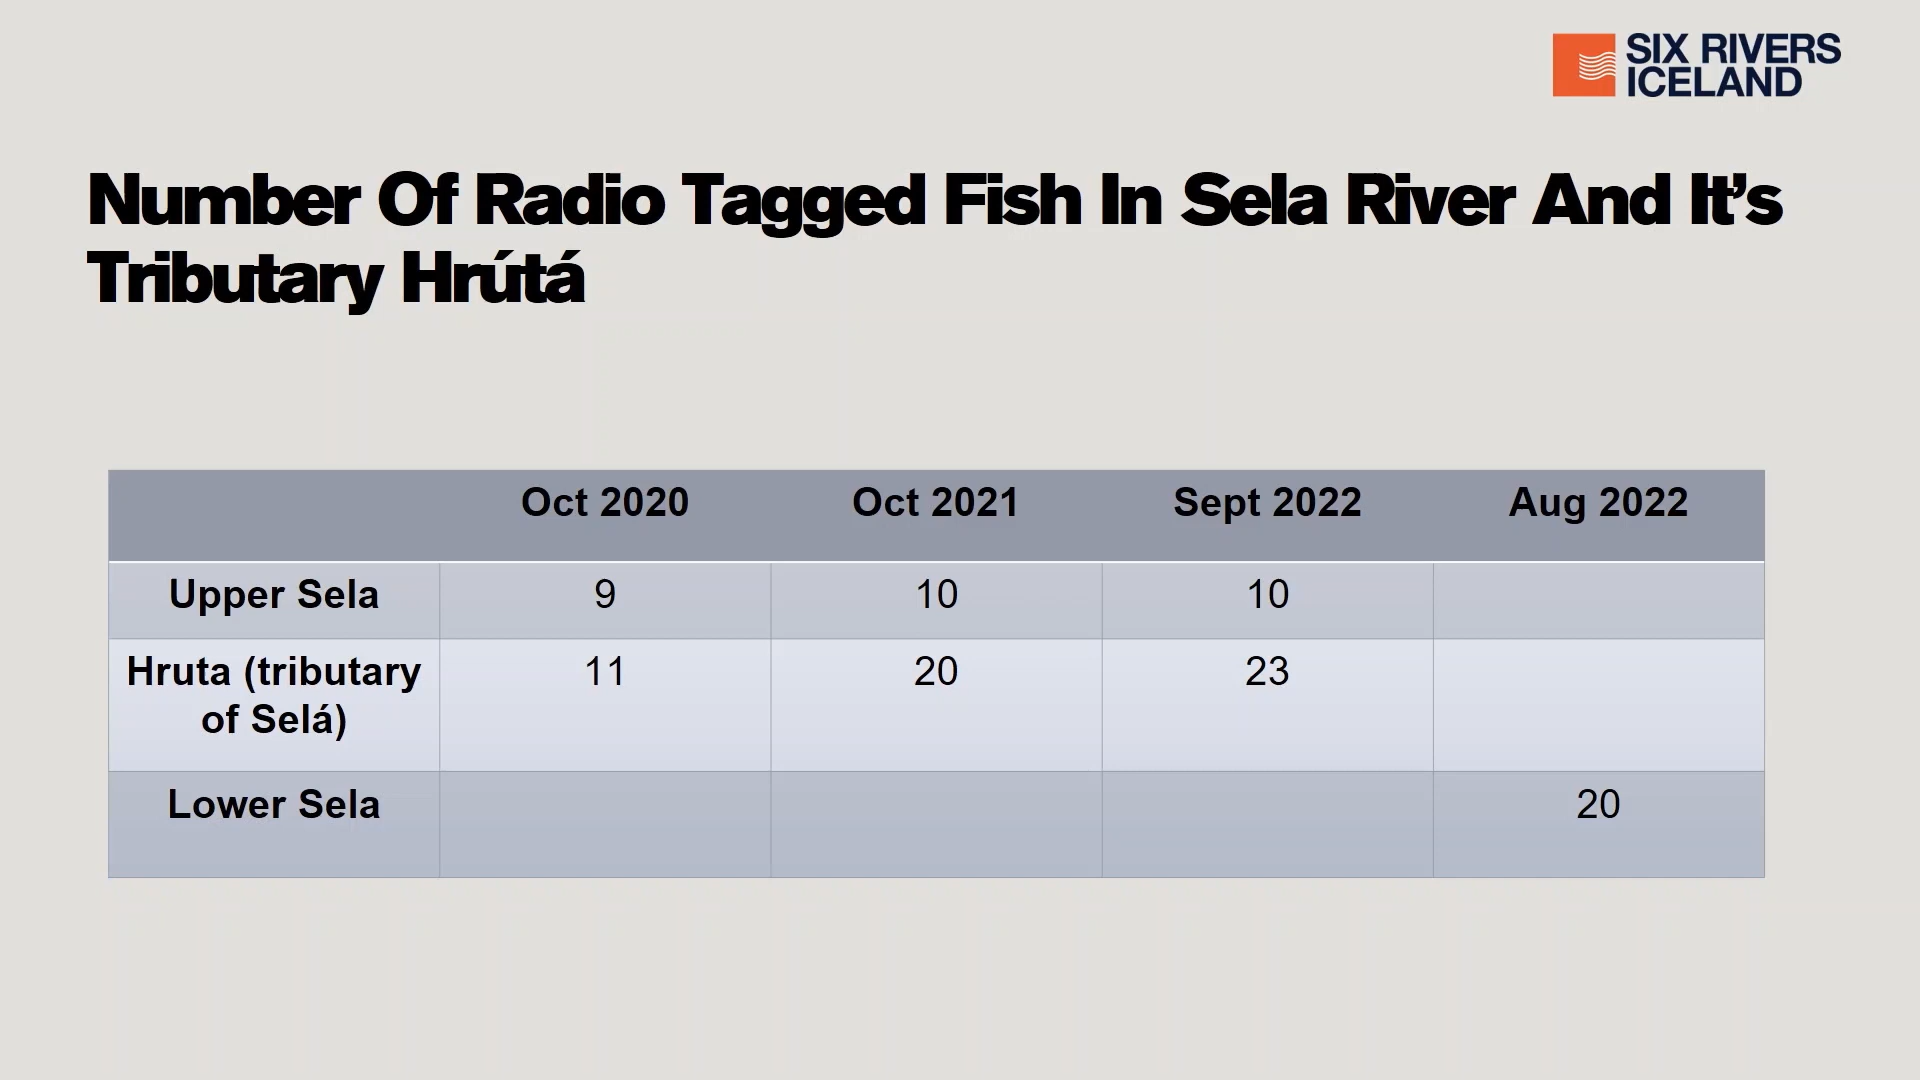 SIX RIVERS
ICELAND
Number Of Radio Tagged Fish In Sela River And It’s
Tributary Hrútá
Oct 2020 Oct 2021 Sept 2022 Aug 2022
Upper Sela 9 10 10
Hruta (tributary 11 20 23
of Selá)
Lower Sela 20